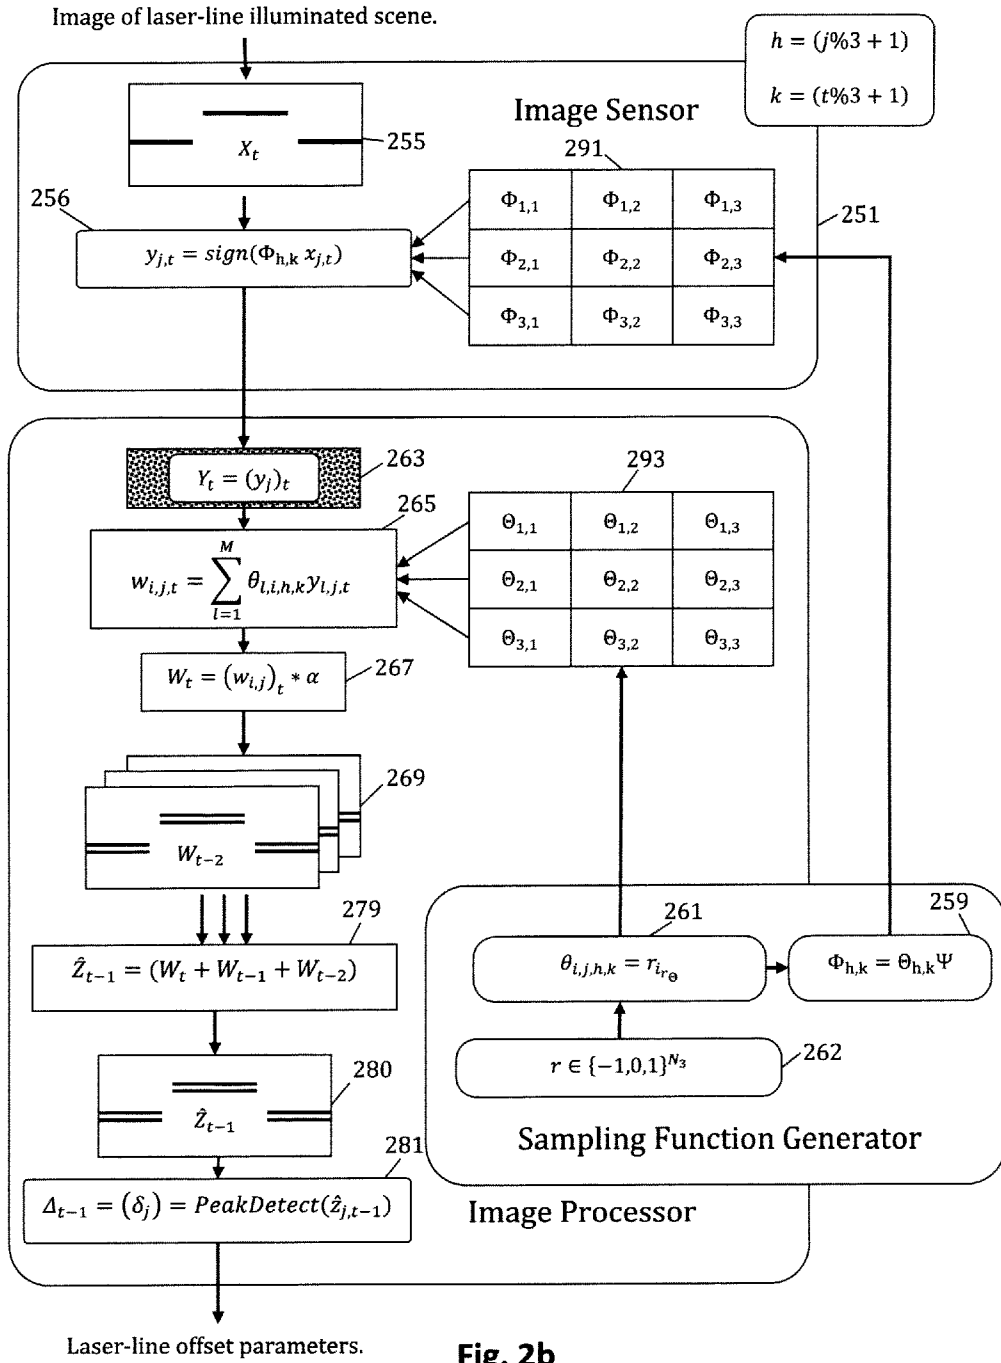 Image of laser-line illuminated scene.
h = (j%3 + 1)
k = (t%3 + 1)
Image Sensor
X_t
255
291
256
251
y_{j,t} = sign(Φ_{h,k} x_{j,t})
Φ_{1,1} Φ_{1,2} Φ_{1,3}
Φ_{2,1} Φ_{2,2} Φ_{2,3}
Φ_{3,1} Φ_{3,2} Φ_{3,3}
Y_t = (y_j)_t
263
293
265
w_{i,j,t} = \sum_{l=1}^{M} θ_{l,i,h,k} y_{l,j,t}
Θ_{1,1} Θ_{1,2} Θ_{1,3}
Θ_{2,1} Θ_{2,2} Θ_{2,3}
Θ_{3,1} Θ_{3,2} Θ_{3,3}
W_t = (w_{i,j})_t * α
267
269
W_{t−2}
279
261
259
Ẑ_{t−1} = (W_t + W_{t−1} + W_{t−2})
θ_{i,j,h,k} = r_{i_{r_Θ}}
Φ_{h,k} = Θ_{h,k}Ψ
r ∈ {−1,0,1}^{N_3}
262
280
Ẑ_{t−1}
Sampling Function Generator
281
Δ_{t−1} = (δ_j) = PeakDetect(ẑ_{j,t−1})
Image Processor
Laser-line offset parameters.
Fig. 2b